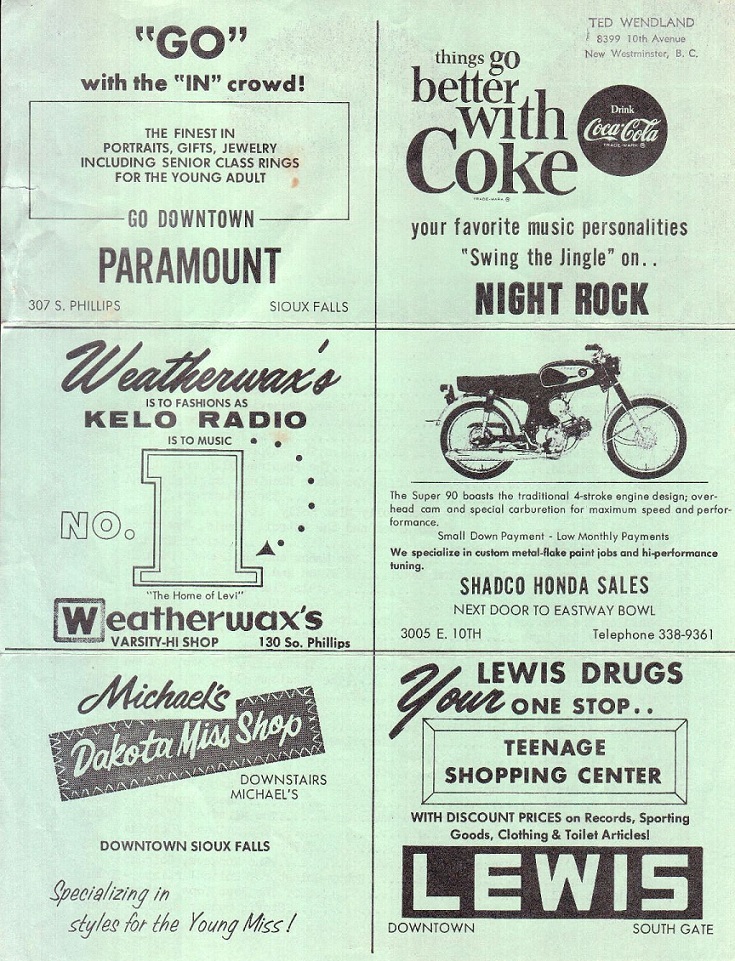 "GO"
with the "IN" crowd!
THE FINEST IN
PORTRAITS, GIFTS, JEWELRY
INCLUDING SENIOR CLASS RINGS
FOR THE YOUNG ADULT
GO DOWNTOWN
PARAMOUNT
307 S. PHILLIPS SIOUX FALLS
TED WENDLAND
8399 10th Avenue
New Westminster, B. C.
things go
better
with
Coke
TRADE-MARK ®
Drink
Coca-Cola
TRADE-MARK ®
your favorite music personalities
"Swing the Jingle" on..
NIGHT ROCK
Weatherwax's
IS TO FASHIONS AS
KELO RADIO
IS TO MUSIC
NO. 1
"The Home of Levi"
Weatherwax's
VARSITY-HI SHOP 130 So. Phillips
The Super 90 boasts the traditional 4-stroke engine design; over-
head cam and special carburetion for maximum speed and perfor-
formance.
Small Down Payment - Low Monthly Payments
We specialize in custom metal-flake paint jobs and hi-performance
tuning.
SHADCO HONDA SALES
NEXT DOOR TO EASTWAY BOWL
3005 E. 10TH Telephone 338-9361
Michael's
Dakota Miss Shop
DOWNSTAIRS
MICHAEL'S
DOWNTOWN SIOUX FALLS
Specializing in
styles for the Young Miss!
LEWIS DRUGS
Your ONE STOP..
TEENAGE
SHOPPING CENTER
WITH DISCOUNT PRICES on Records, Sporting
Goods, Clothing & Toilet Articles!
LEWIS
DOWNTOWN SOUTH GATE